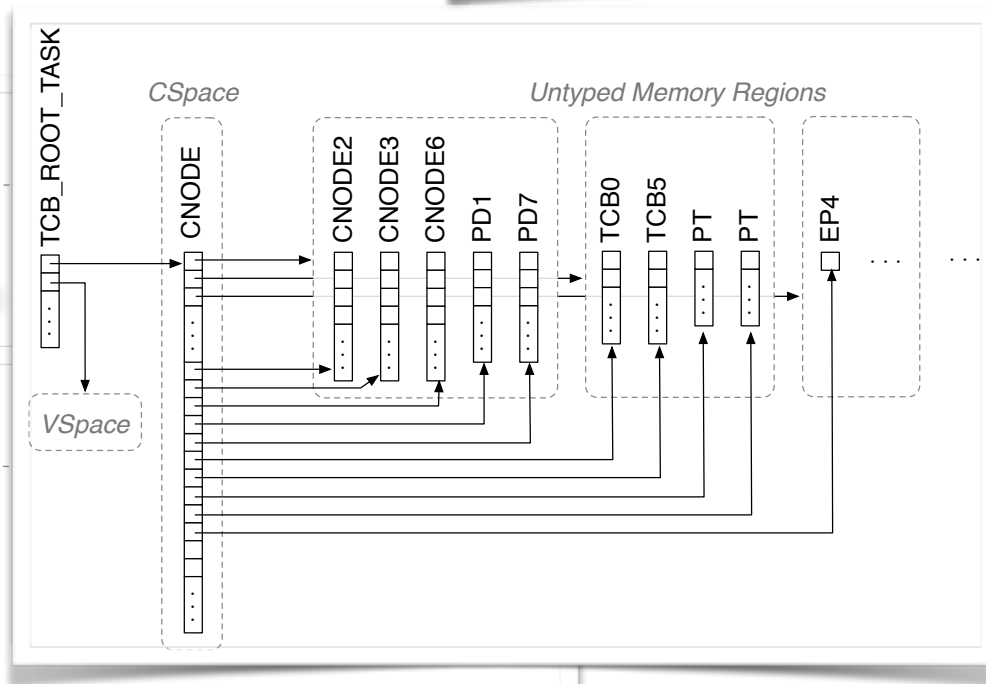 TCB_ROOT_TASK
CSpace
Untyped Memory Regions
CNODE
CNODE2
CNODE3
CNODE6
PD1
PD7
TCB0
TCB5
PT
PT
EP4
VSpace